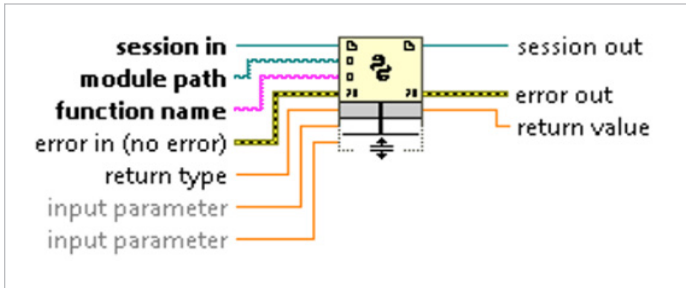 session in
session out
module path
function name
error out
error in (no error)
return value
return type
input parameter
input parameter